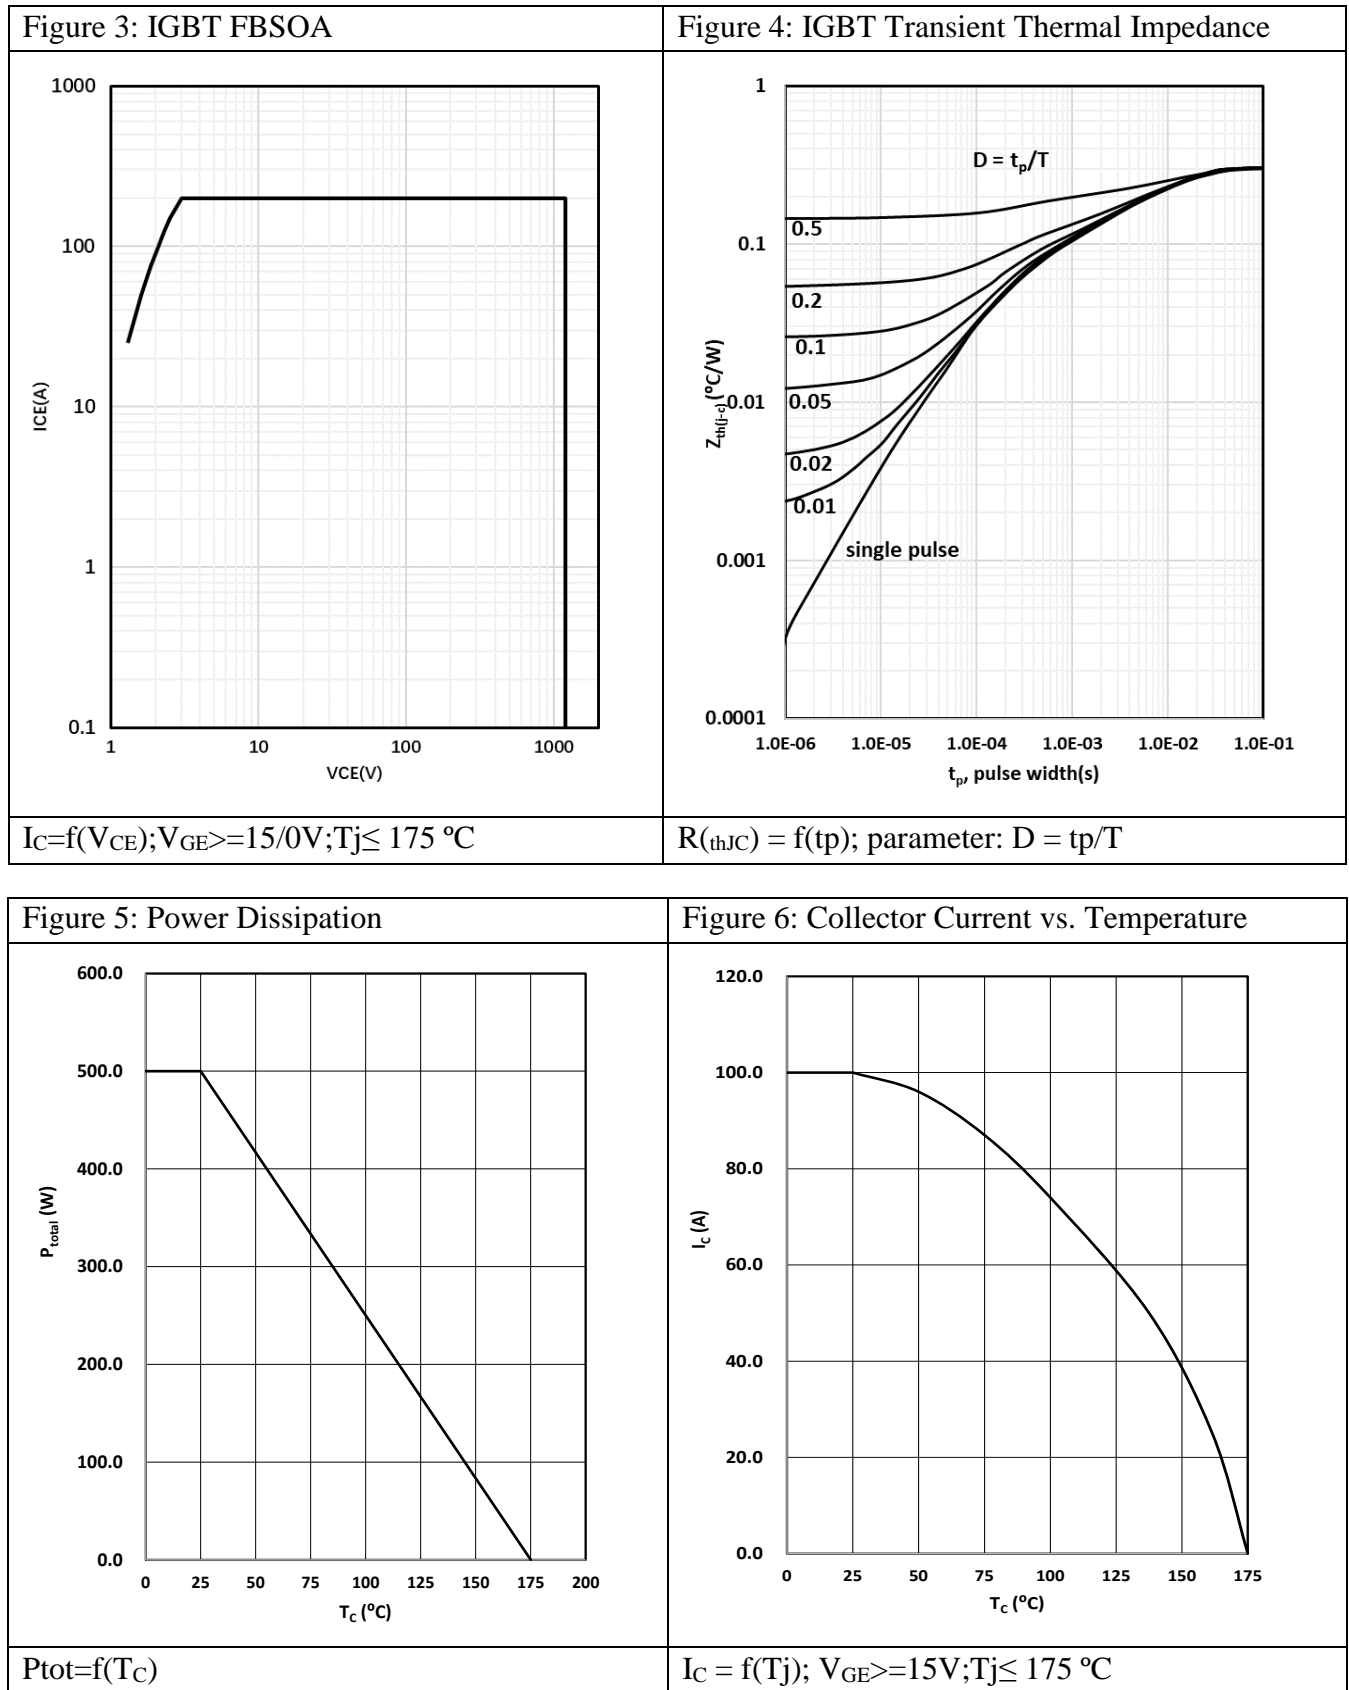 Figure 3: IGBT FBSOA
Figure 4: IGBT Transient Thermal Impedance
1000
100
10
1
0.1
ICE(A)
1
10
100
1000
VCE(V)
1
0.1
0.01
0.001
0.0001
Zth(j-c) (ºC/W)
D = tp/T
0.5
0.2
0.1
0.05
0.02
0.01
single pulse
1.0E-06
1.0E-05
1.0E-04
1.0E-03
1.0E-02
1.0E-01
tp, pulse width(s)
IC=f(VCE);VGE>=15/0V;Tj≤ 175 ºC
R(thJC) = f(tp); parameter: D = tp/T
Figure 5: Power Dissipation
Figure 6: Collector Current vs. Temperature
600.0
500.0
400.0
300.0
200.0
100.0
0.0
Ptotal (W)
0
25
50
75
100
125
150
175
200
TC (ºC)
120.0
100.0
80.0
60.0
40.0
20.0
0.0
IC (A)
0
25
50
75
100
125
150
175
TC (ºC)
Ptot=f(TC)
IC = f(Tj); VGE>=15V;Tj≤ 175 ºC